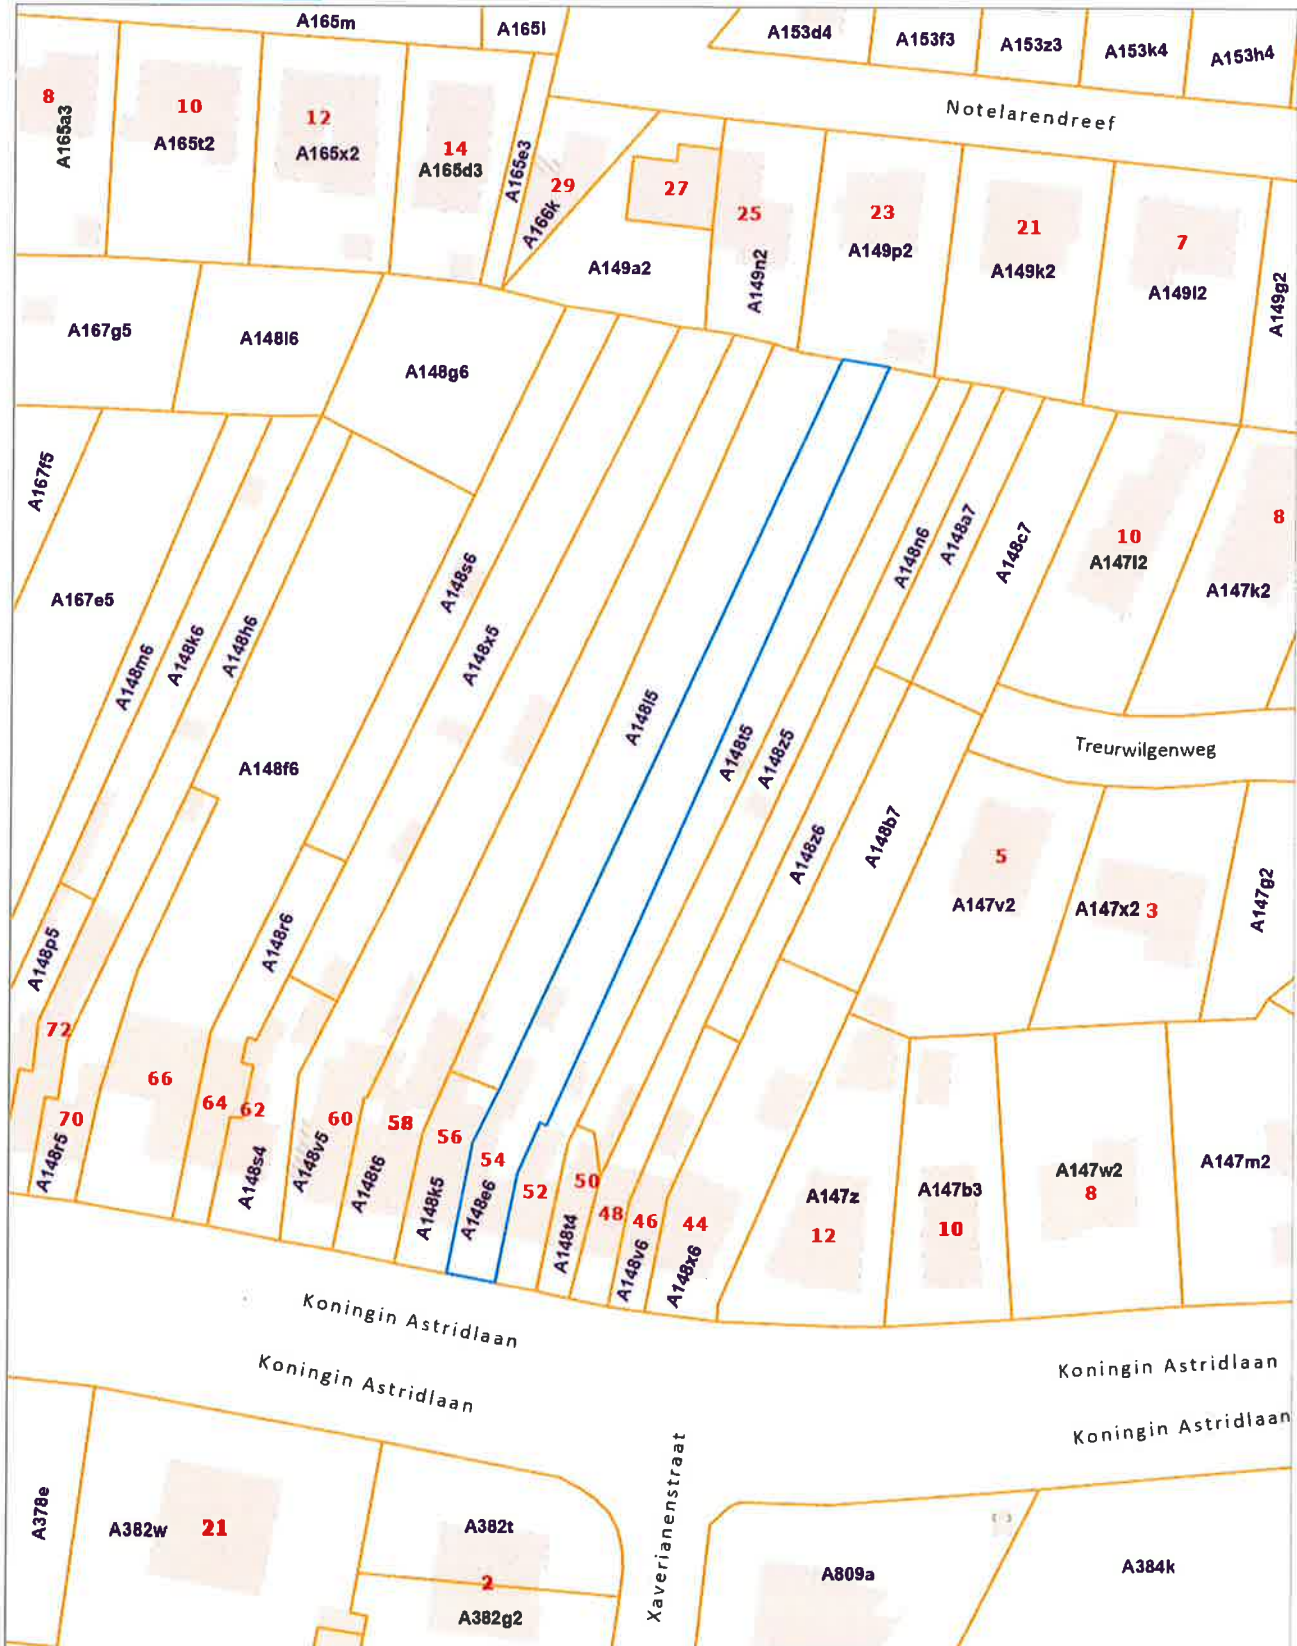 A165m
A165l
A153d4
A153f3
A153z3
A153k4
A153h4
Notelarendreef
8
A165a3
10
A165t2
12
A165x2
14
A165d3
A165e3
29
A166k
27
25
A149n2
A149a2
23
A149p2
21
A149k2
7
A149l2
A149g2
A167g5
A148l6
A148g6
A167f5
A167e5
A148m6
A148k6
A148h6
A148f6
A148s6
A148x5
A148l5
A148t5
A148z5
A148n6
A148a7
A148c7
10
A147l2
8
A147k2
Treurwilgenweg
A148z6
A148b7
5
A147v2
A147x2 3
A147g2
A148p5
A148r6
72
70
A148r5
66
64
62
A148s4
60
A148v5
58
A148t6
56
A148k5
54
A148e6
52
50
A148t4
48
46
A148v6
44
A148x6
A147z
12
A147b3
10
A147w2
8
A147m2
Koningin Astridlaan
Koningin Astridlaan
Koningin Astridlaan
Koningin Astridlaan
Xaverianenstraat
A378e
A382w 21
A382t
2
A382g2
A809a
A384k